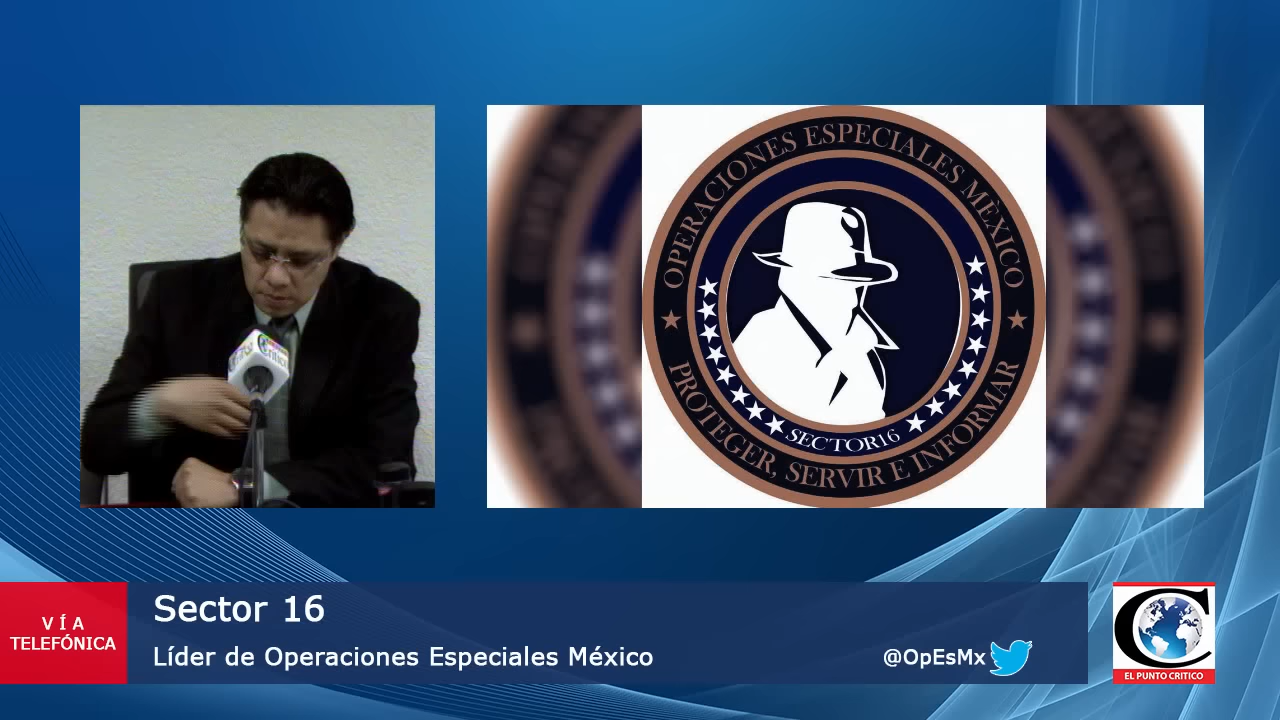 OPERACIONES ESPECIALES MÉXICO
SECTOR16
PROTEGER, SERVIR E INFORMAR
VÍA
TELEFÓNICA
Sector 16
Líder de Operaciones Especiales México
@OpEsMx
C
EL PUNTO CRITICO